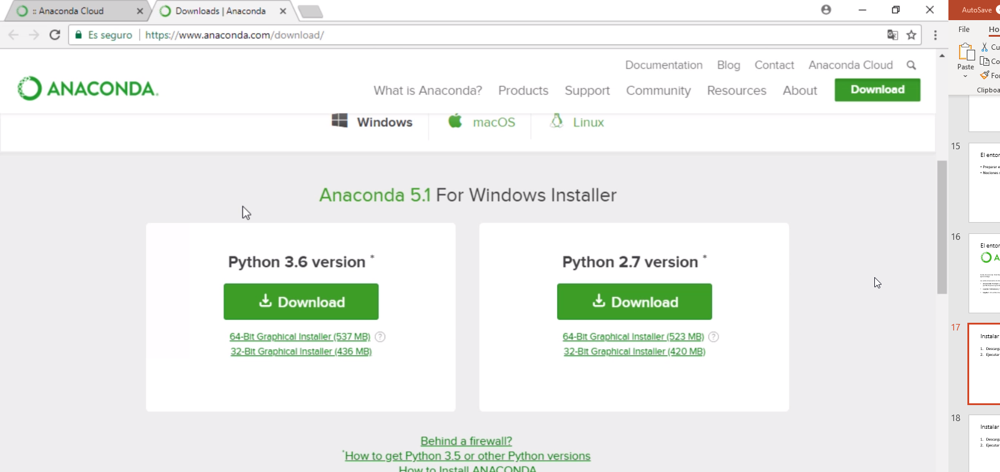 :: Anaconda Cloud
Downloads | Anaconda
Es seguro
https://www.anaconda.com/download/
Documentation Blog Contact Anaconda Cloud
ANACONDA.
What is Anaconda? Products Support Community Resources About Download
Windows macOS Linux
Anaconda 5.1 For Windows Installer
Python 3.6 version *
Download
64-Bit Graphical Installer (537 MB) ?
32-Bit Graphical Installer (436 MB)
Python 2.7 version *
Download
64-Bit Graphical Installer (523 MB) ?
32-Bit Graphical Installer (420 MB)
Behind a firewall?
*How to get Python 3.5 or other Python versions
How to Install ANACONDA
AutoSave
File Ho
Cu
Co
Paste
For
Clipboa
15
El entor
• Preparar e
• Nociones
16
El entor
A
17
Instalar
1. Descarga
2. Ejecutar
18
Instalar
1. Descarga
2. Ejecutar